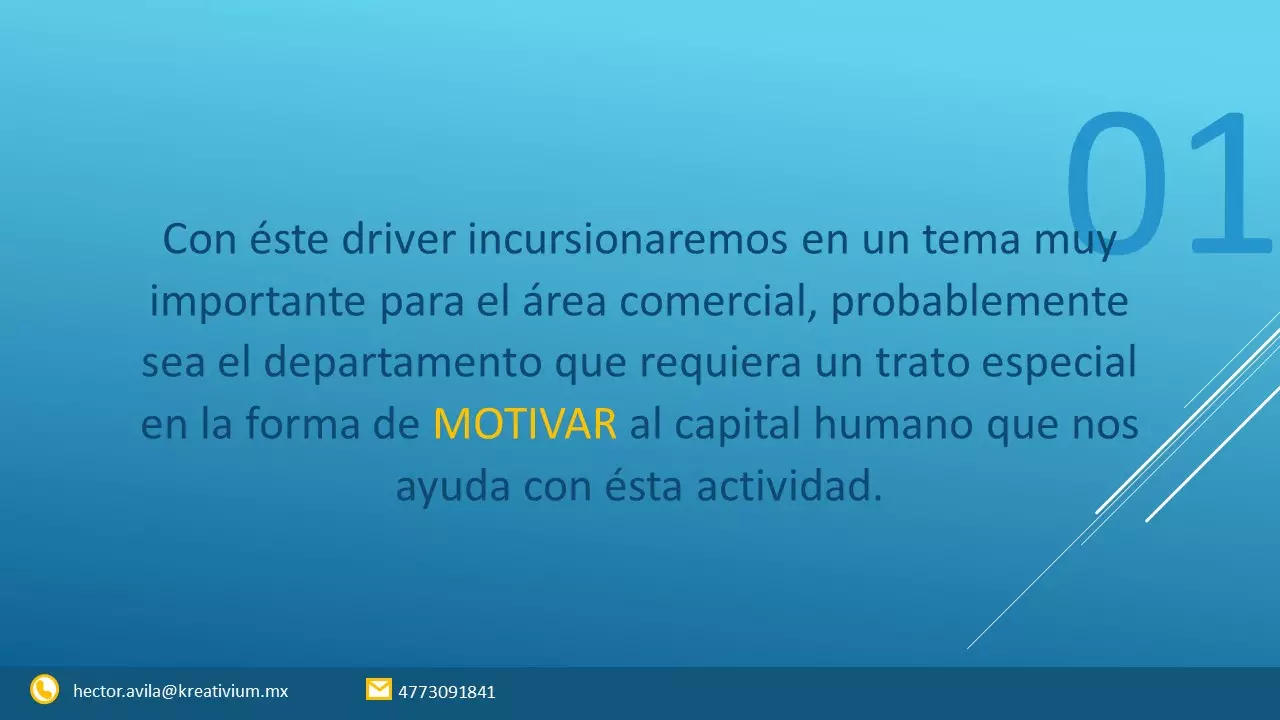 01
Con éste driver incursionaremos en un tema muy
importante para el área comercial, probablemente
sea el departamento que requiera un trato especial
en la forma de MOTIVAR al capital humano que nos
ayuda con ésta actividad.
hector.avila@kreativium.mx
4773091841